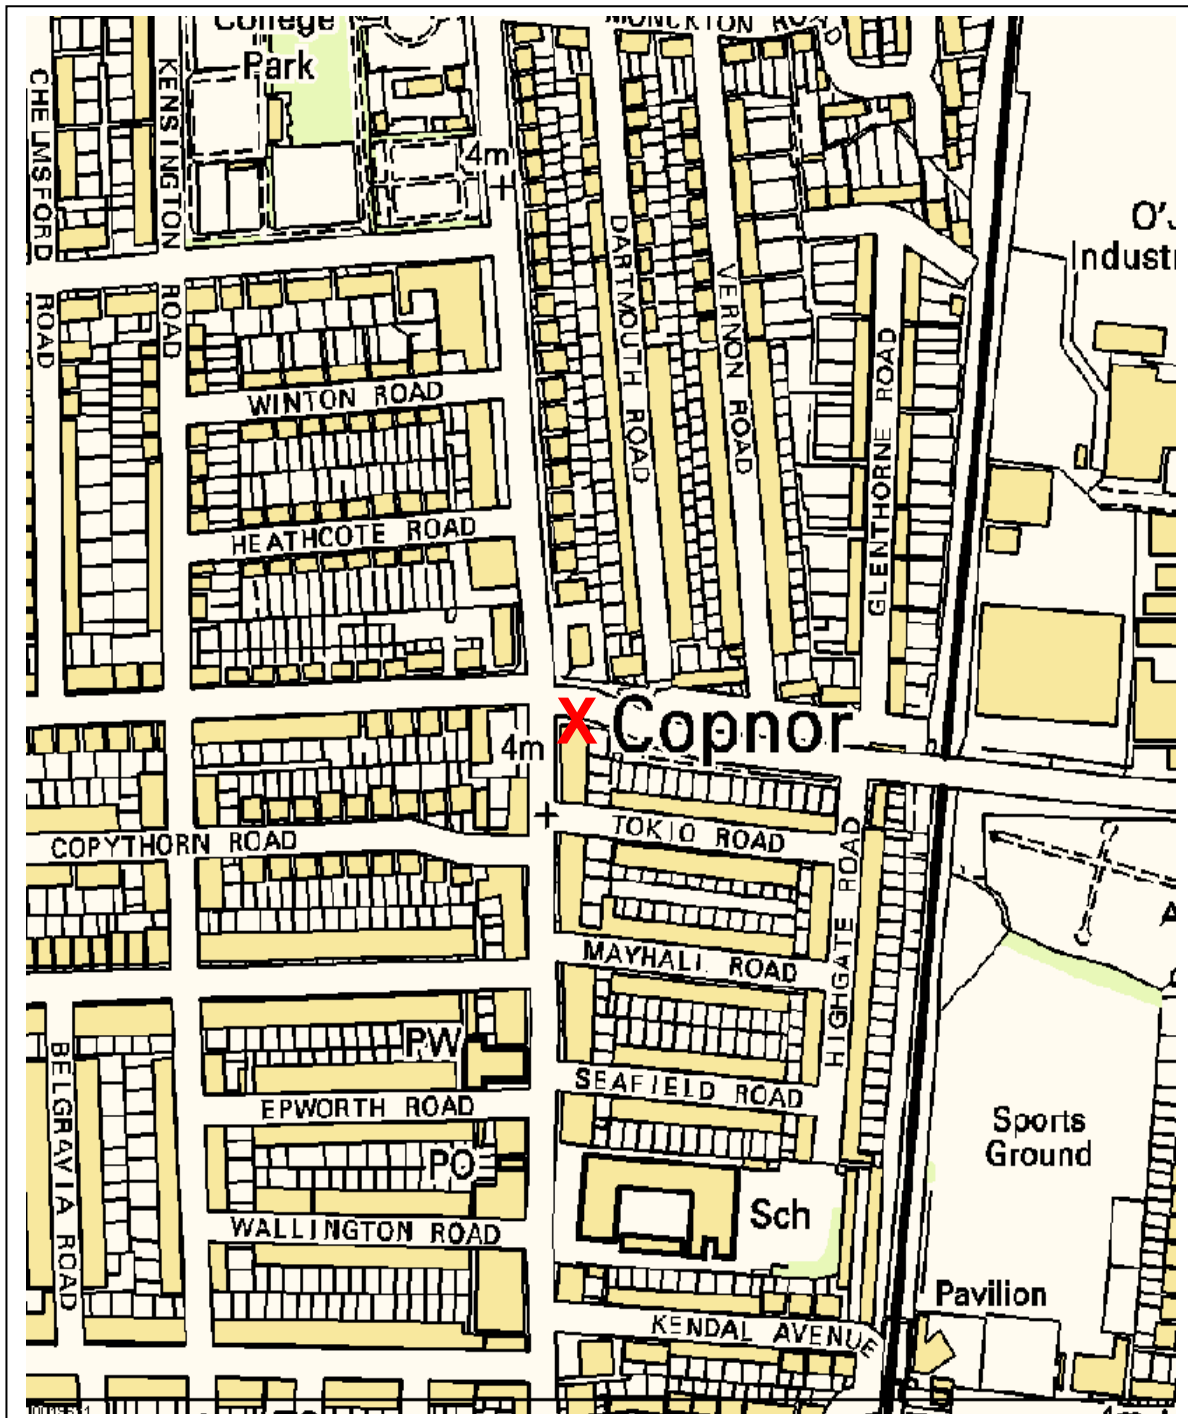 College
Park
MONCKTON
CHELMSFORD
ROAD
KENSINGTON
ROAD
4m
DARTMOUTH ROAD
VERNON ROAD
O'J
Industr
GLENTHORNE ROAD
WINTON ROAD
HEATHCOTE ROAD
X
Copnor
4m
COPYTHORN ROAD
TOKIO ROAD
HIGHGATE ROAD
MAYHALL ROAD
BELGRAVIA ROAD
PW
SEAFIELD ROAD
EPWORTH ROAD
Sports
Ground
PO
Sch
WALLINGTON ROAD
Pavilion
KENDAL AVENUE